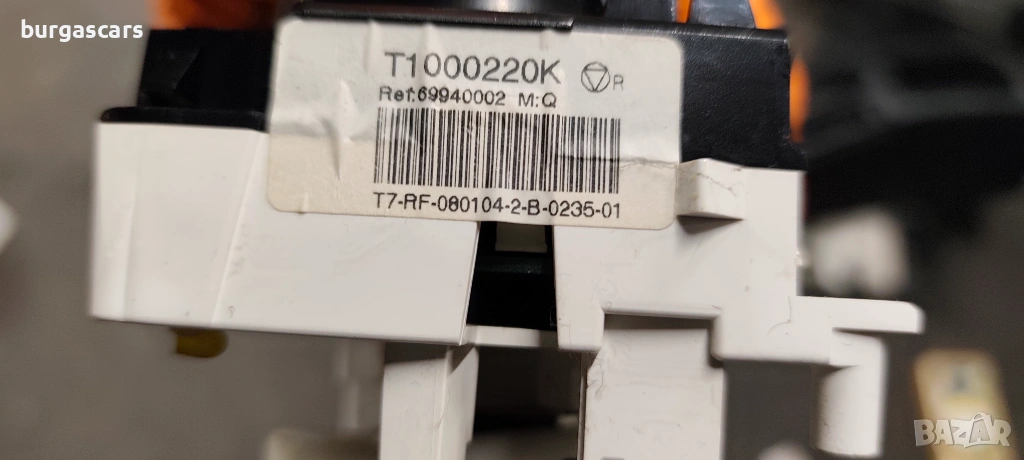 burgascars
T1000220K R
Ref:69940002 M:Q
T7-RF-080104-2-B-0235-01
BAZAR